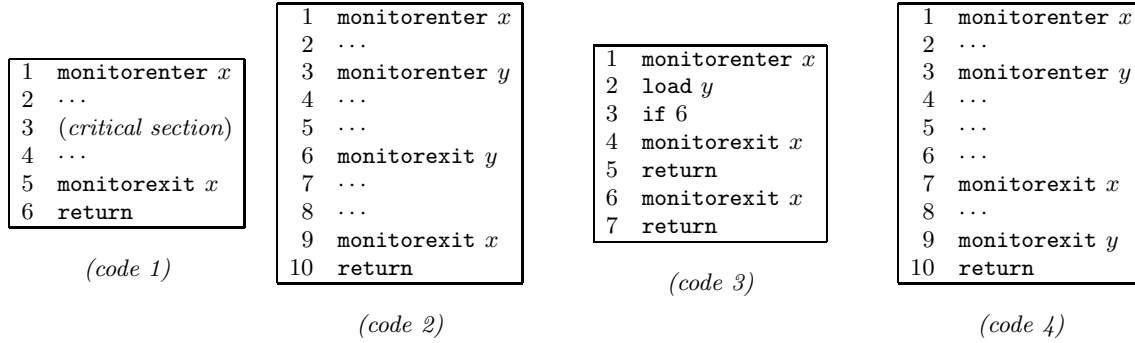 1 monitorenter x
2 ···
3 (critical section)
4 ···
5 monitorexit x
6 return
(code 1)
1 monitorenter x
2 ···
3 monitorenter y
4 ···
5 ···
6 monitorexit y
7 ···
8 ···
9 monitorexit x
10 return
(code 2)
1 monitorenter x
2 load y
3 if 6
4 monitorexit x
5 return
6 monitorexit x
7 return
(code 3)
1 monitorenter x
2 ···
3 monitorenter y
4 ···
5 ···
6 ···
7 monitorexit x
8 ···
9 monitorexit y
10 return
(code 4)